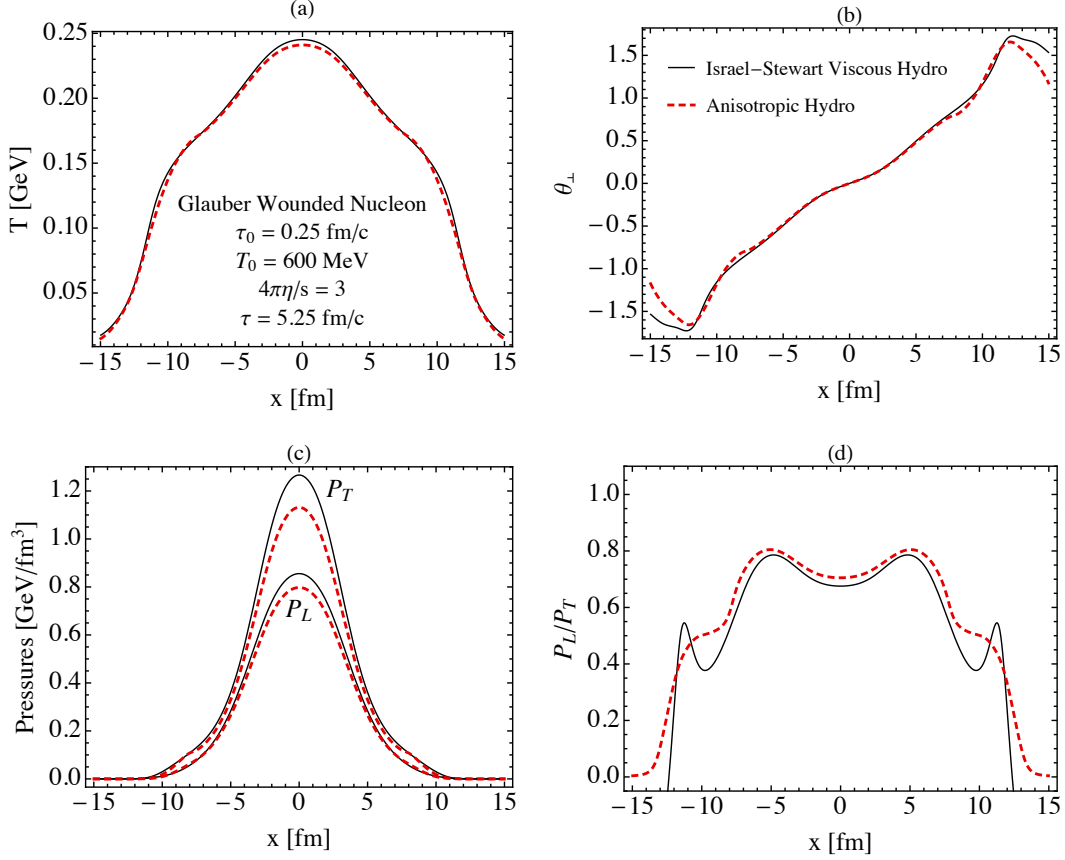 (a)
0.25
0.20
0.15
0.10
0.05
T [GeV]
Glauber Wounded Nucleon
τ0 = 0.25 fm/c
T0 = 600 MeV
4πη/s = 3
τ = 5.25 fm/c
−15 −10 −5 0 5 10 15
x [fm]
(b)
1.5
1.0
0.5
0.0
−0.5
−1.0
−1.5
θ⊥
Israel−Stewart Viscous Hydro
Anisotropic Hydro
−15 −10 −5 0 5 10 15
x [fm]
(c)
1.2
1.0
0.8
0.6
0.4
0.2
0.0
Pressures [GeV/fm³]
P_T
P_L
−15 −10 −5 0 5 10 15
x [fm]
(d)
1.0
0.8
0.6
0.4
0.2
0.0
P_L/P_T
−15 −10 −5 0 5 10 15
x [fm]